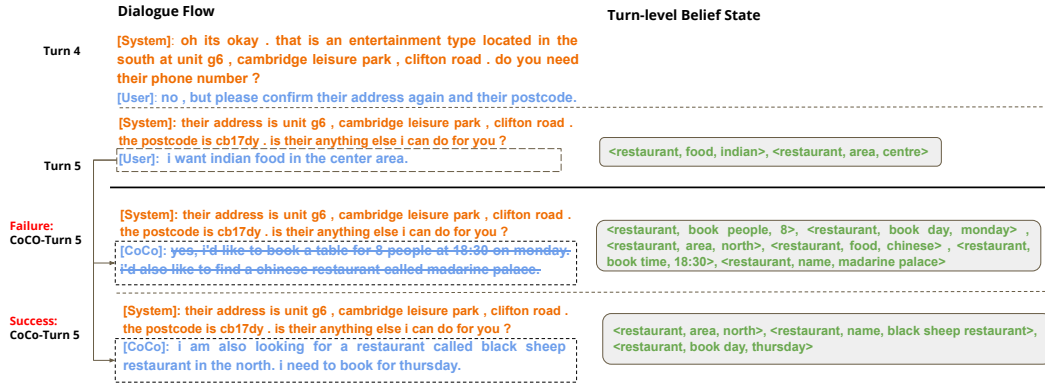 Dialogue Flow
Turn-level Belief State
Turn 4
[System]: oh its okay . that is an entertainment type located in the
south at unit g6 , cambridge leisure park , clifton road . do you need
their phone number ?
[User]: no , but please confirm their address again and their postcode.
Turn 5
[System]: their address is unit g6 , cambridge leisure park , clifton road .
the postcode is cb17dy . is their anything else i can do for you ?
[User]: i want indian food in the center area.
<restaurant, food, indian>, <restaurant, area, centre>
Failure:
CoCO-Turn 5
[System]: their address is unit g6 , cambridge leisure park , clifton road .
the postcode is cb17dy . is their anything else i can do for you ?
[CoCo]: yes, i'd like to book a table for 8 people at 18:30 on monday.
i'd also like to find a chinese restaurant called madarine palace.
<restaurant, book people, 8>, <restaurant, book day, monday> ,
<restaurant, area, north>, <restaurant, food, chinese> , <restaurant,
book time, 18:30>, <restaurant, name, madarine palace>
Success:
CoCo-Turn 5
[System]: their address is unit g6 , cambridge leisure park , clifton road .
the postcode is cb17dy . is their anything else i can do for you ?
[CoCo]: i am also looking for a restaurant called black sheep
restaurant in the north. i need to book for thursday.
<restaurant, area, north>, <restaurant, name, black sheep restaurant>,
<restaurant, book day, thursday>